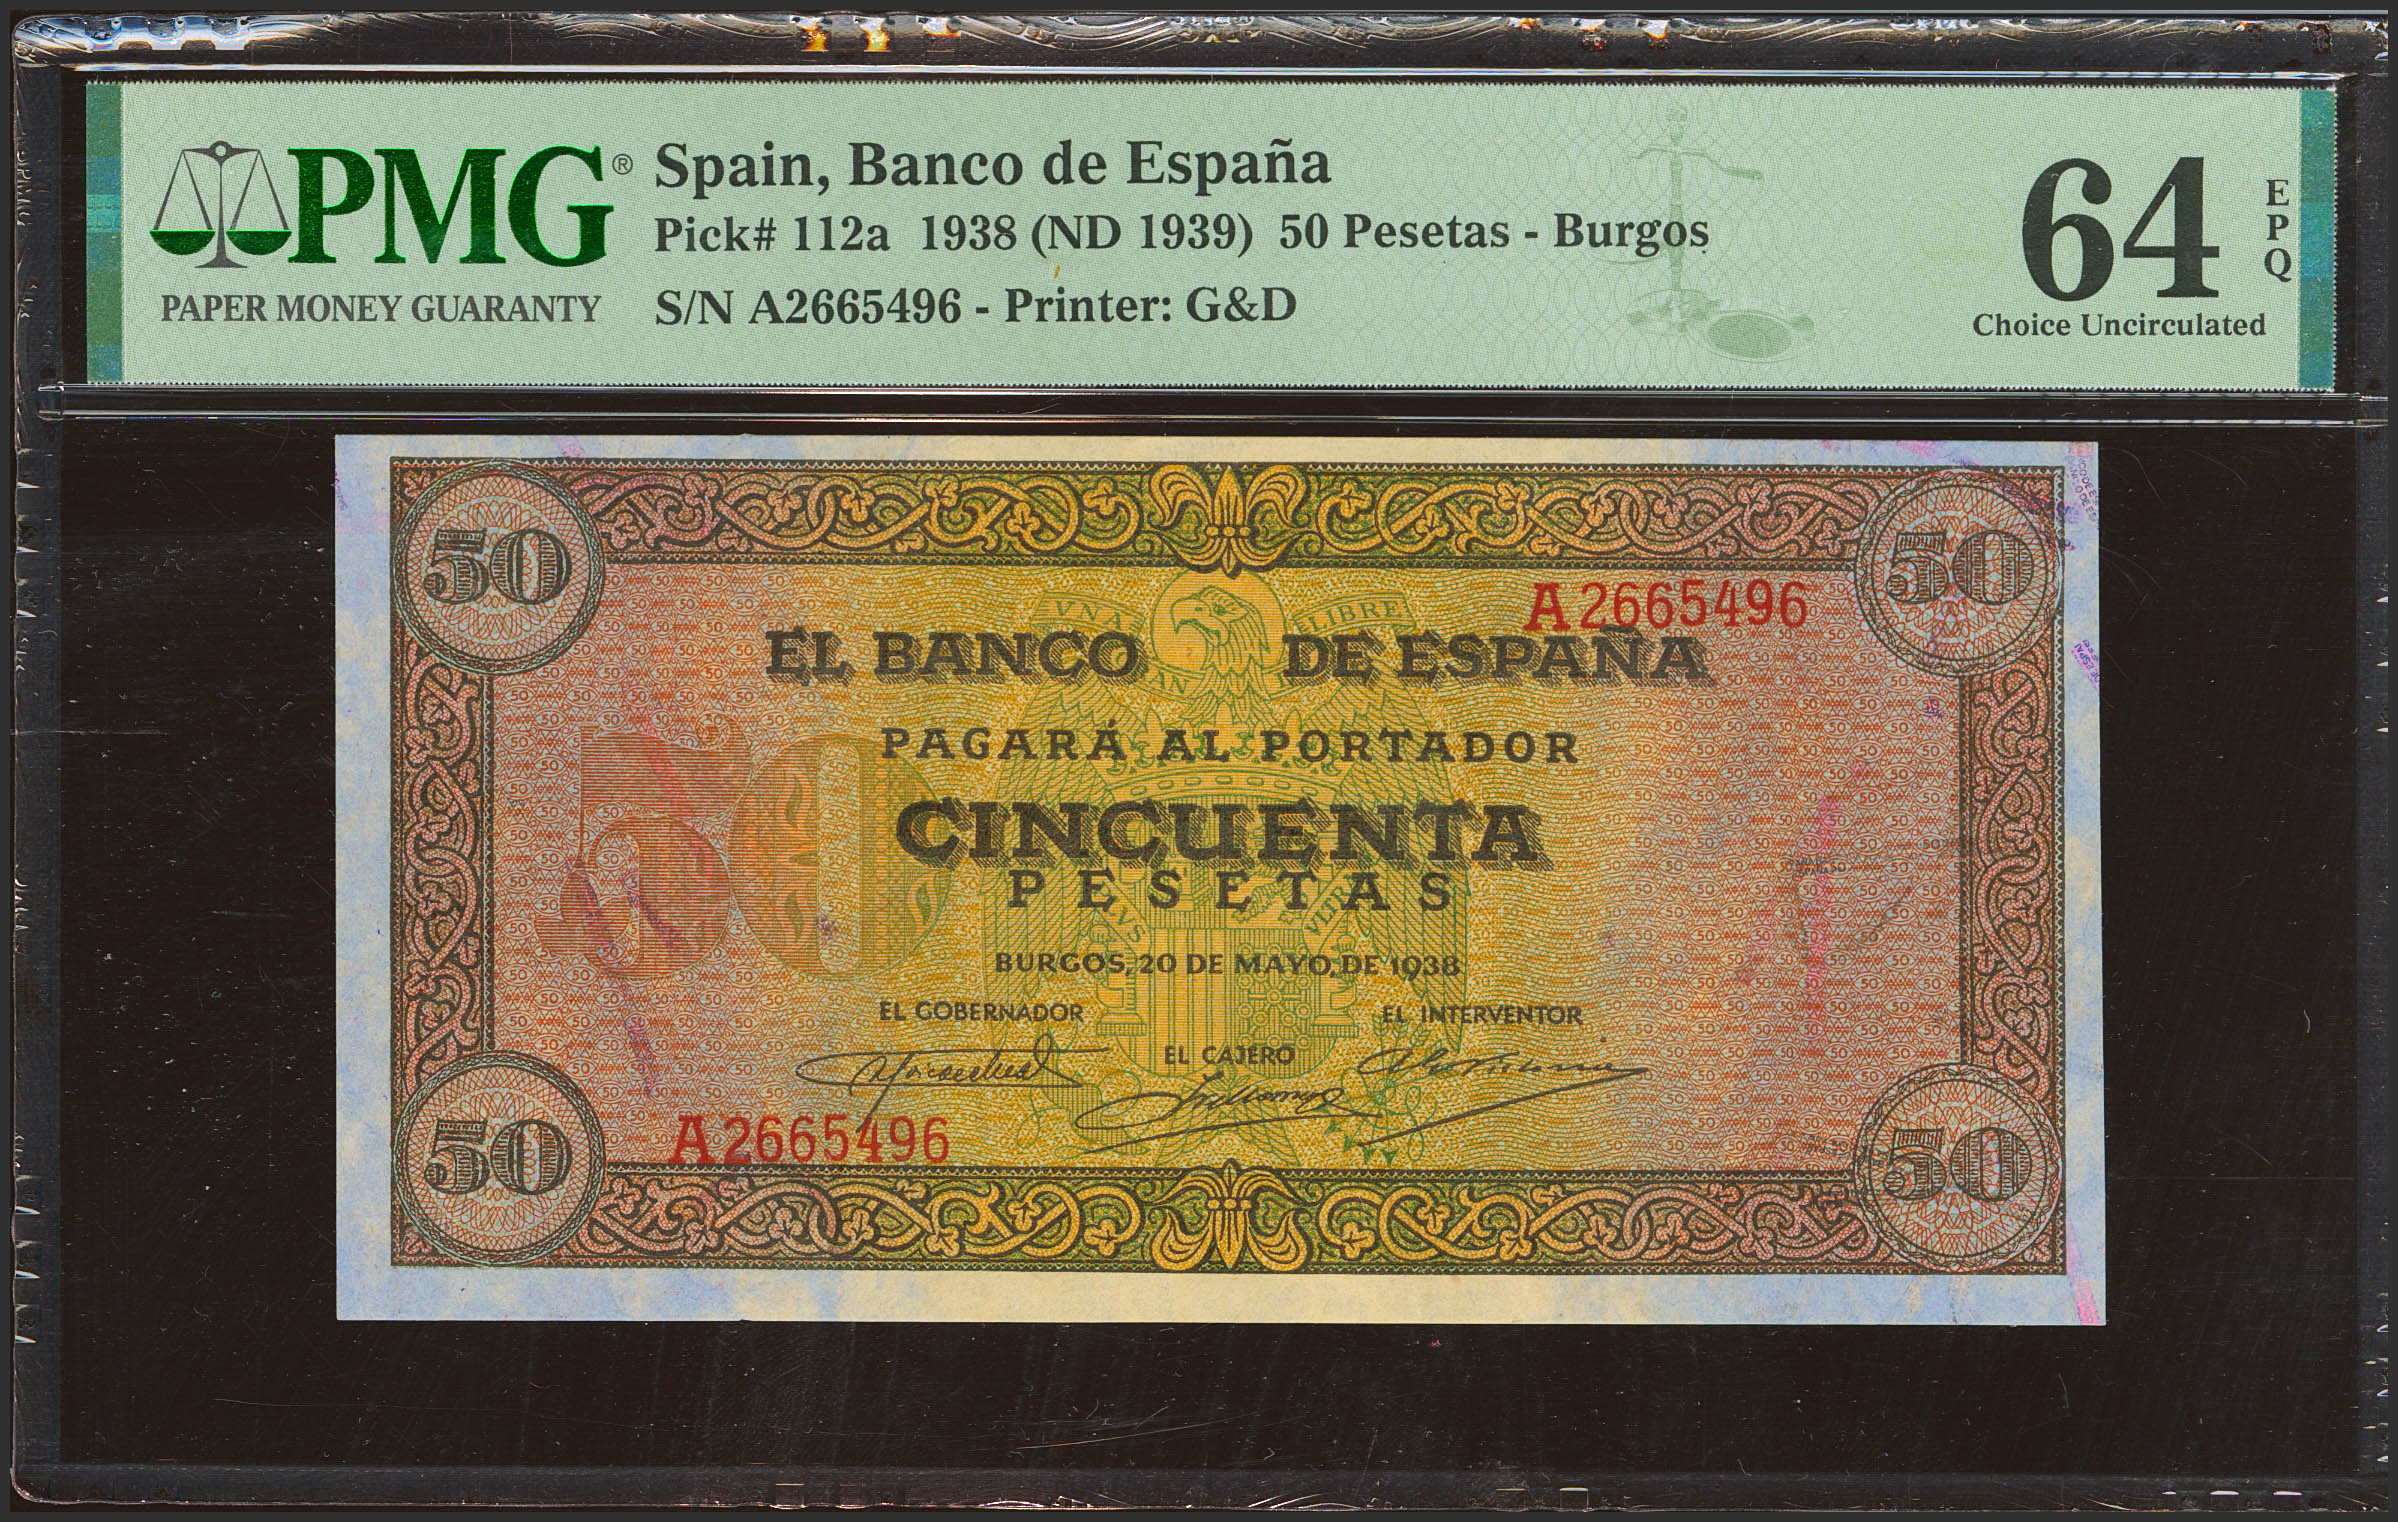 PMG®
PAPER MONEY GUARANTY
Spain, Banco de España
Pick# 112a 1938 (ND 1939) 50 Pesetas - Burgos
S/N A2665496 - Printer: G&D
64
EPQ
Choice Uncirculated
50
50
A2665496
VNA
LIBRE
EL BANCO DE ESPAÑA
PAGARÁ AL PORTADOR
50
CINCUENTA
PESETAS
BURGOS, 20 DE MAYO, DE 1938
EL GOBERNADOR
EL INTERVENTOR
EL CAJERO
A2665496
50
50